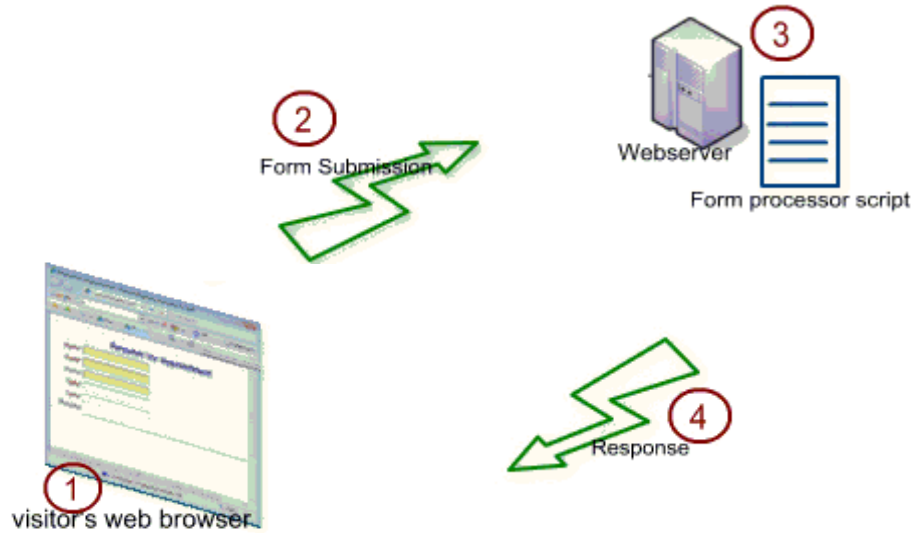 3
2
Webserver
Form Submission
Form processor script
4
Response
1
visitor's web browser